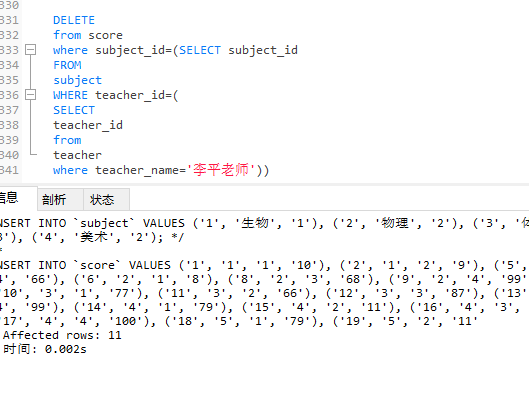 330
331 DELETE
332 from score
333 where subject_id=(SELECT subject_id
334 FROM
335 subject
336 WHERE teacher_id=(
337 SELECT
338 teacher_id
339 from
340 teacher
341 where teacher_name='李平老师'))
信息 剖析 状态
NSERT INTO `subject` VALUES ('1', '生物', '1'), ('2', '物理', '2'), ('3', '体
3'), ('4', '美术', '2'); */
*
NSERT INTO `score` VALUES ('1', '1', '1', '10'), ('2', '1', '2', '9'), ('5',
4', '66'), ('6', '2', '1', '8'), ('8', '2', '3', '68'), ('9', '2', '4', '99'
'10', '3', '1', '77'), ('11', '3', '2', '66'), ('12', '3', '3', '87'), ('13'
4', '99'), ('14', '4', '1', '79'), ('15', '4', '2', '11'), ('16', '4', '3',
'17', '4', '4', '100'), ('18', '5', '1', '79'), ('19', '5', '2', '11
Affected rows: 11
时间: 0.002s